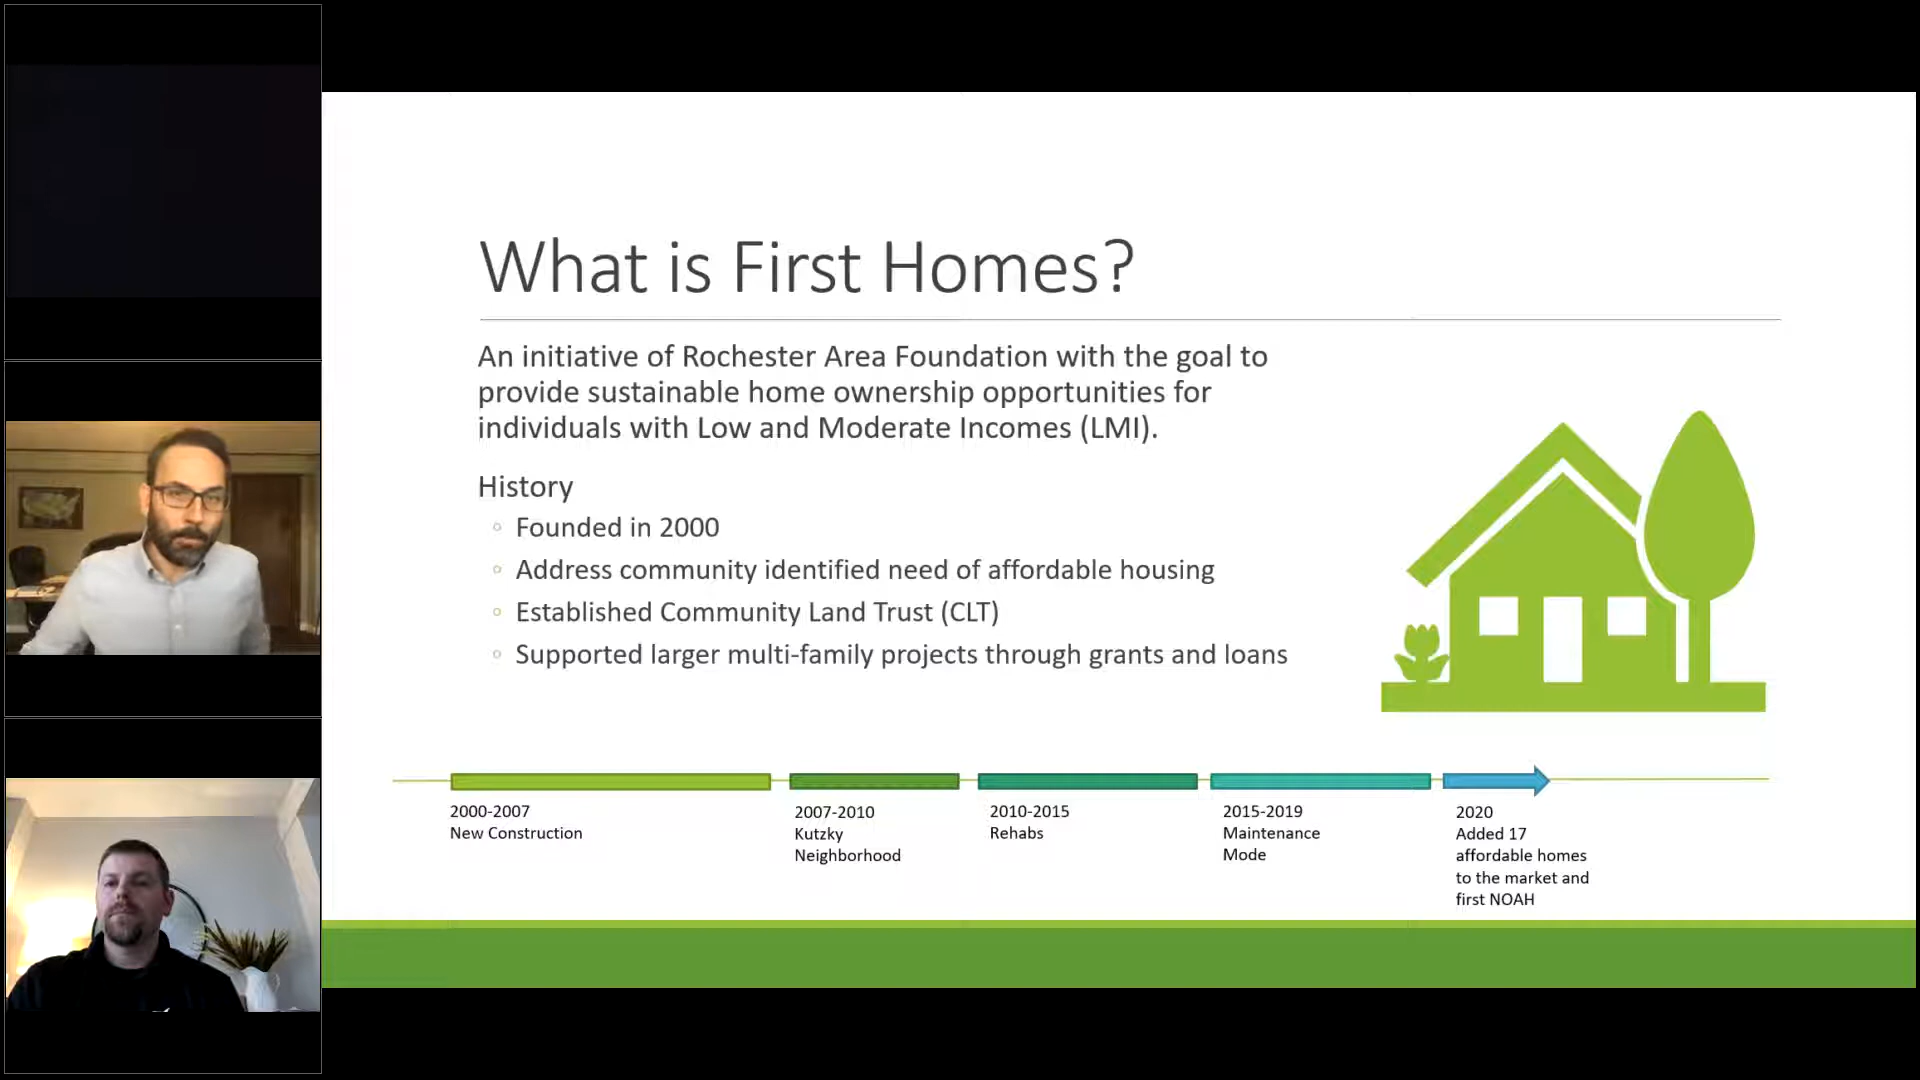 What is First Homes?
An initiative of Rochester Area Foundation with the goal to
provide sustainable home ownership opportunities for
individuals with Low and Moderate Incomes (LMI).
History
Founded in 2000
Address community identified need of affordable housing
Established Community Land Trust (CLT)
Supported larger multi-family projects through grants and loans
2000-2007
New Construction
2007-2010
Kutzky
Neighborhood
2010-2015
Rehabs
2015-2019
Maintenance
Mode
2020
Added 17
affordable homes
to the market and
first NOAH